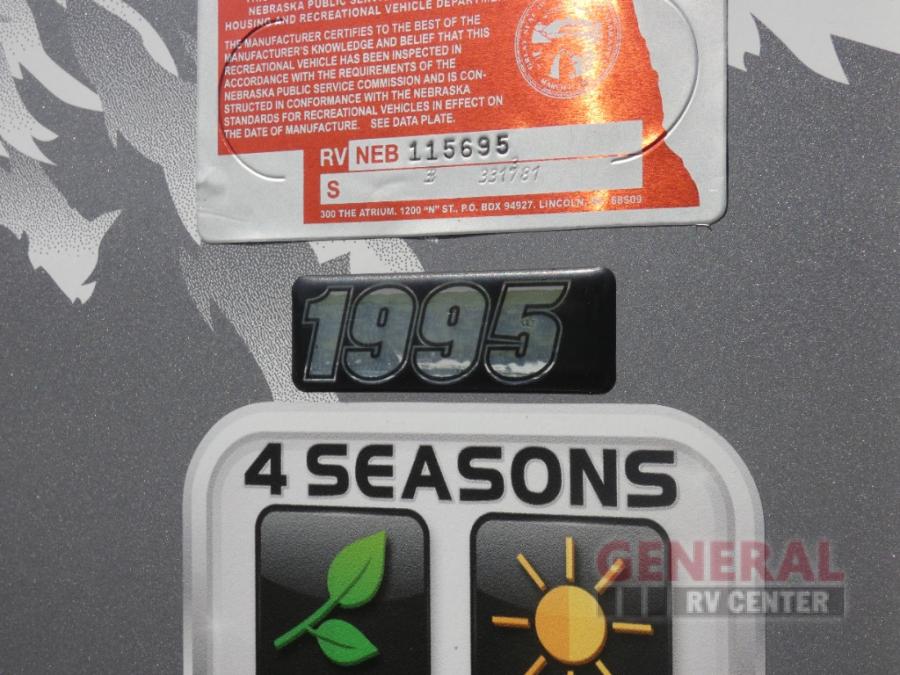 NEBRASKA PUBLIC SERV
HOUSING AND RECREATIONAL VEHICLE DEPARTMEN
THE MANUFACTURER CERTIFIES TO THE BEST OF THE
MANUFACTURER'S KNOWLEDGE AND BELIEF THAT THIS
RECREATIONAL VEHICLE HAS BEEN INSPECTED IN
ACCORDANCE WITH THE REQUIREMENTS OF THE
NEBRASKA PUBLIC SERVICE COMMISSION AND IS CON-
STRUCTED IN CONFORMANCE WITH THE NEBRASKA
STANDARDS FOR RECREATIONAL VEHICLES IN EFFECT ON
THE DATE OF MANUFACTURE. SEE DATA PLATE.
RV NEB 115695
S 331781
300 THE ATRIUM, 1200 "N" ST., P.O. BOX 94927, LINCOLN, 68509
1995
4 SEASONS
GENERAL
RV CENTER